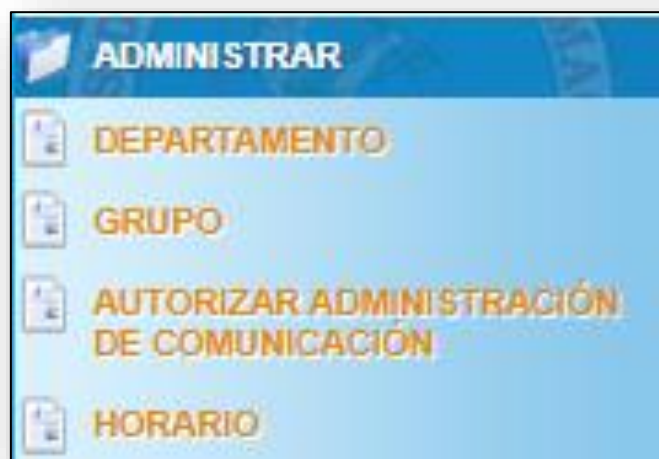 ADMINISTRAR
DEPARTAMENTO
GRUPO
AUTORIZAR ADMINISTRACIÓN
DE COMUNICACIÓN
HORARIO